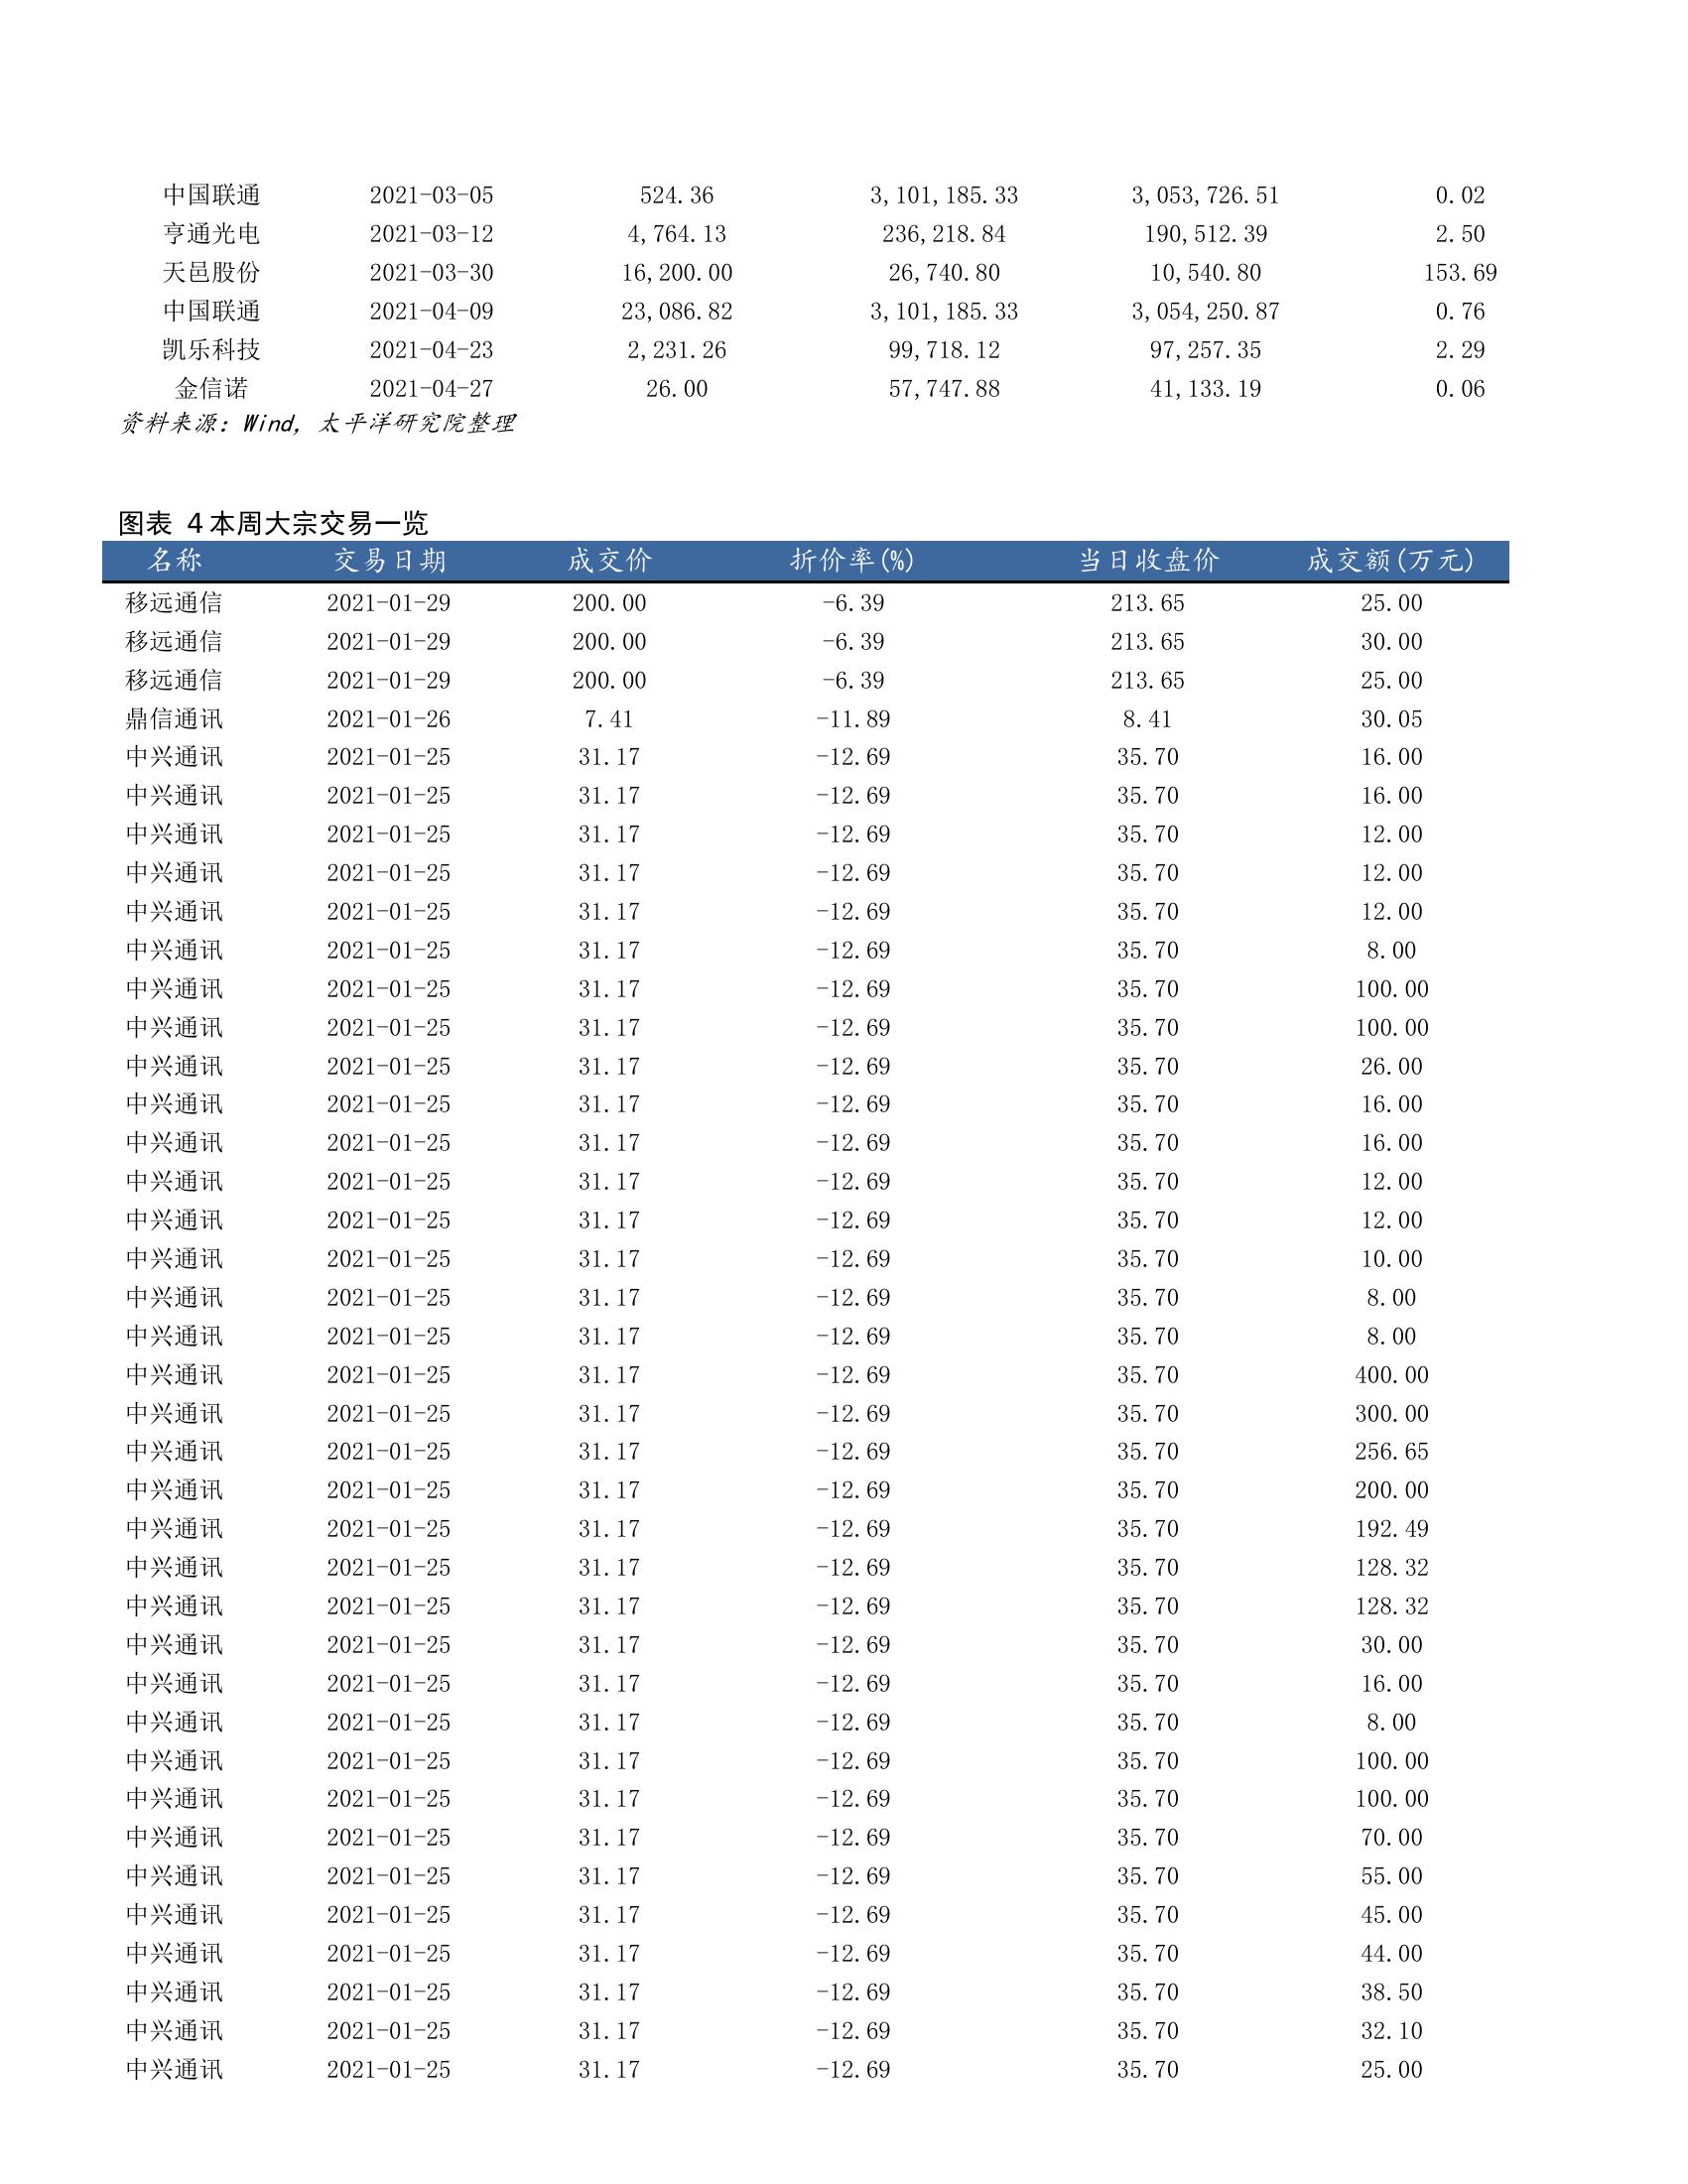 中国联通 2021-03-05 524.36 3,101,185.33 3,053,726.51 0.02
亨通光电 2021-03-12 4,764.13 236,218.84 190,512.39 2.50
天邑股份 2021-03-30 16,200.00 26,740.80 10,540.80 153.69
中国联通 2021-04-09 23,086.82 3,101,185.33 3,054,250.87 0.76
凯乐科技 2021-04-23 2,231.26 99,718.12 97,257.35 2.29
金信诺 2021-04-27 26.00 57,747.88 41,133.19 0.06
资料来源：Wind，太平洋研究院整理
图表 4 本周大宗交易一览
名称 交易日期 成交价 折价率(%) 当日收盘价 成交额(万元)
移远通信 2021-01-29 200.00 -6.39 213.65 25.00
移远通信 2021-01-29 200.00 -6.39 213.65 30.00
移远通信 2021-01-29 200.00 -6.39 213.65 25.00
鼎信通讯 2021-01-26 7.41 -11.89 8.41 30.05
中兴通讯 2021-01-25 31.17 -12.69 35.70 16.00
中兴通讯 2021-01-25 31.17 -12.69 35.70 16.00
中兴通讯 2021-01-25 31.17 -12.69 35.70 12.00
中兴通讯 2021-01-25 31.17 -12.69 35.70 12.00
中兴通讯 2021-01-25 31.17 -12.69 35.70 12.00
中兴通讯 2021-01-25 31.17 -12.69 35.70 8.00
中兴通讯 2021-01-25 31.17 -12.69 35.70 100.00
中兴通讯 2021-01-25 31.17 -12.69 35.70 100.00
中兴通讯 2021-01-25 31.17 -12.69 35.70 26.00
中兴通讯 2021-01-25 31.17 -12.69 35.70 16.00
中兴通讯 2021-01-25 31.17 -12.69 35.70 16.00
中兴通讯 2021-01-25 31.17 -12.69 35.70 12.00
中兴通讯 2021-01-25 31.17 -12.69 35.70 12.00
中兴通讯 2021-01-25 31.17 -12.69 35.70 10.00
中兴通讯 2021-01-25 31.17 -12.69 35.70 8.00
中兴通讯 2021-01-25 31.17 -12.69 35.70 8.00
中兴通讯 2021-01-25 31.17 -12.69 35.70 400.00
中兴通讯 2021-01-25 31.17 -12.69 35.70 300.00
中兴通讯 2021-01-25 31.17 -12.69 35.70 256.65
中兴通讯 2021-01-25 31.17 -12.69 35.70 200.00
中兴通讯 2021-01-25 31.17 -12.69 35.70 192.49
中兴通讯 2021-01-25 31.17 -12.69 35.70 128.32
中兴通讯 2021-01-25 31.17 -12.69 35.70 128.32
中兴通讯 2021-01-25 31.17 -12.69 35.70 30.00
中兴通讯 2021-01-25 31.17 -12.69 35.70 16.00
中兴通讯 2021-01-25 31.17 -12.69 35.70 8.00
中兴通讯 2021-01-25 31.17 -12.69 35.70 100.00
中兴通讯 2021-01-25 31.17 -12.69 35.70 100.00
中兴通讯 2021-01-25 31.17 -12.69 35.70 70.00
中兴通讯 2021-01-25 31.17 -12.69 35.70 55.00
中兴通讯 2021-01-25 31.17 -12.69 35.70 45.00
中兴通讯 2021-01-25 31.17 -12.69 35.70 44.00
中兴通讯 2021-01-25 31.17 -12.69 35.70 38.50
中兴通讯 2021-01-25 31.17 -12.69 35.70 32.10
中兴通讯 2021-01-25 31.17 -12.69 35.70 25.00